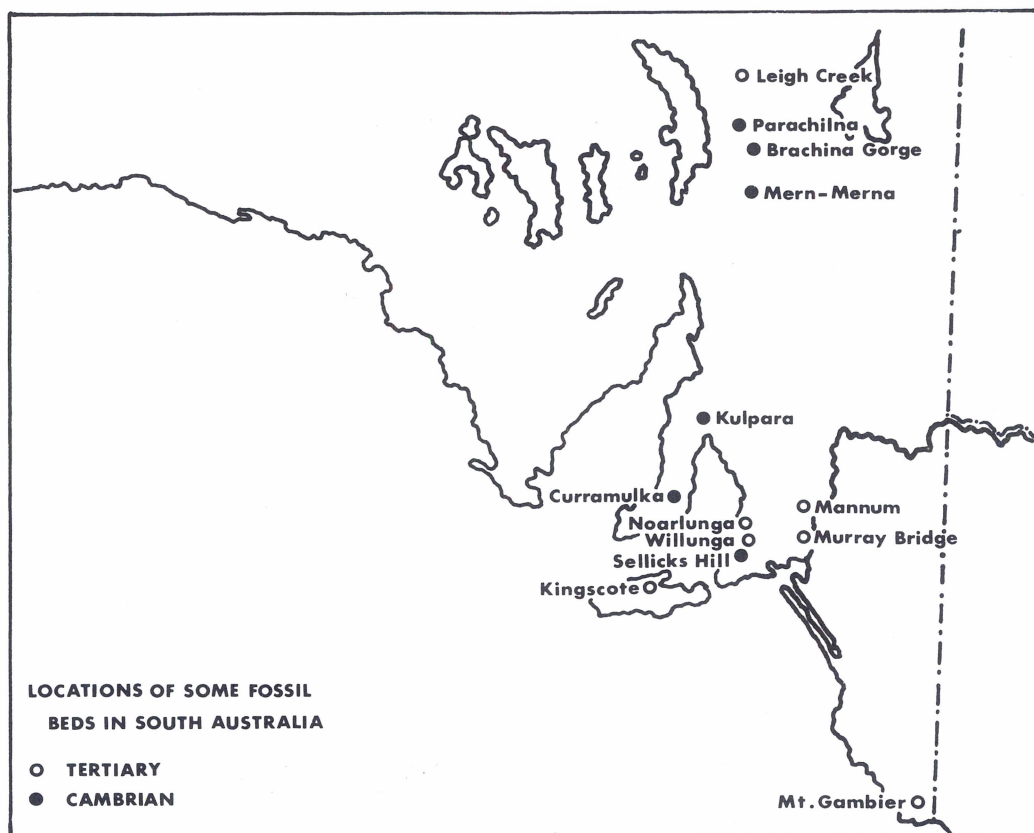 Leigh Creek
Parachilna
Brachina Gorge
Mern-Merna
Kulpara
Curramulka
Mannum
Noarlunga
Willunga
Murray Bridge
Sellicks Hill
Kingscote
LOCATIONS OF SOME FOSSIL
BEDS IN SOUTH AUSTRALIA
TERTIARY
CAMBRIAN
Mt. Gambier